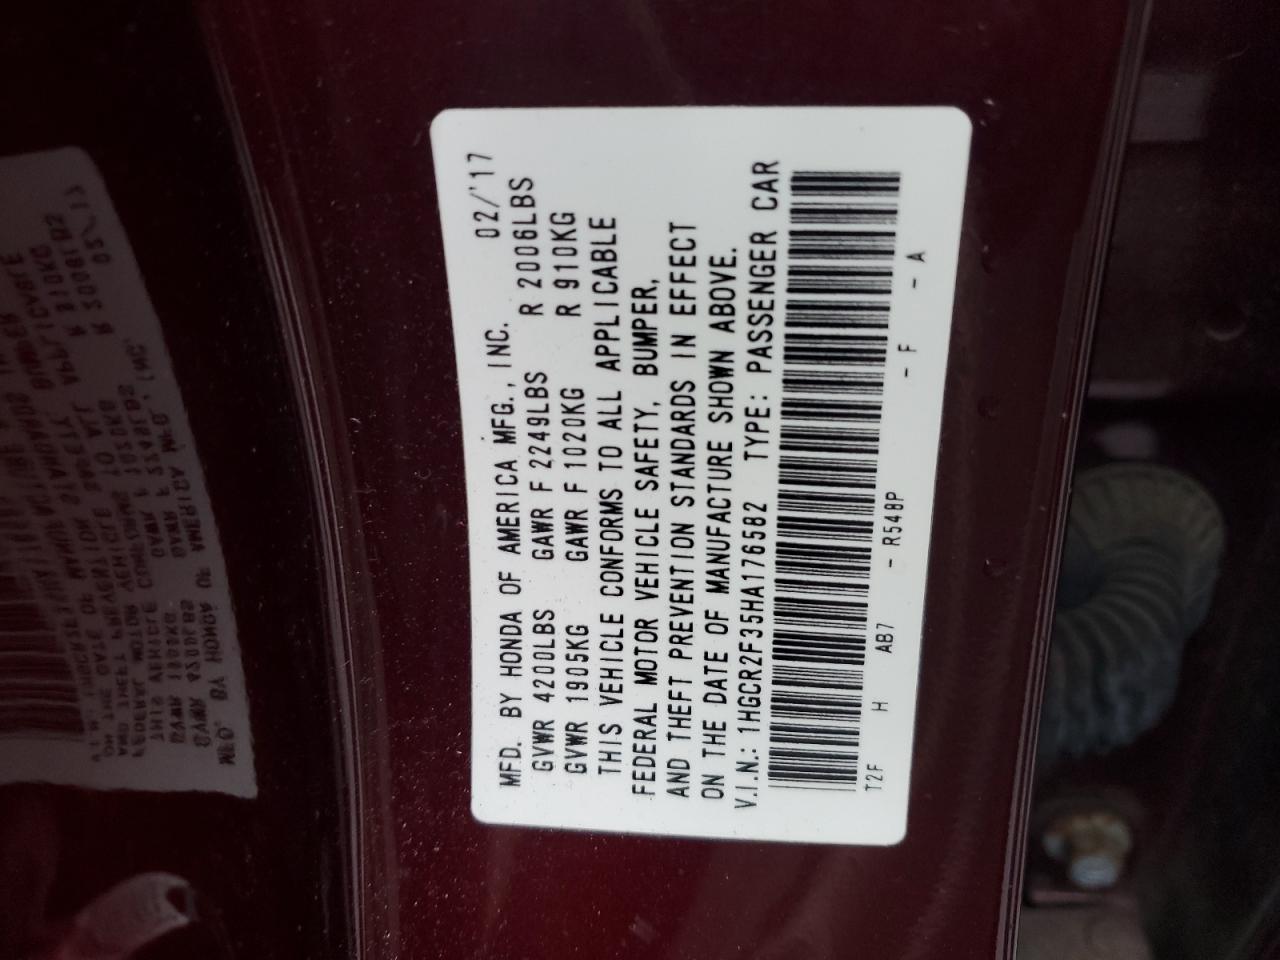 MFD. BY HONDA OF AMERICA MFG., INC. 02/'17
GVWR 4200LBS GAWR F 2249LBS R 2006LBS
GVWR 1905KG GAWR F 1020KG R 910KG
THIS VEHICLE CONFORMS TO ALL APPLICABLE
FEDERAL MOTOR VEHICLE SAFETY, BUMPER,
AND THEFT PREVENTION STANDARDS IN EFFECT
ON THE DATE OF MANUFACTURE SHOWN ABOVE.
V.I.N.: 1HGCR2F35HA176582 TYPE: PASSENGER CAR
T2F H AB7 - R548P - F - A